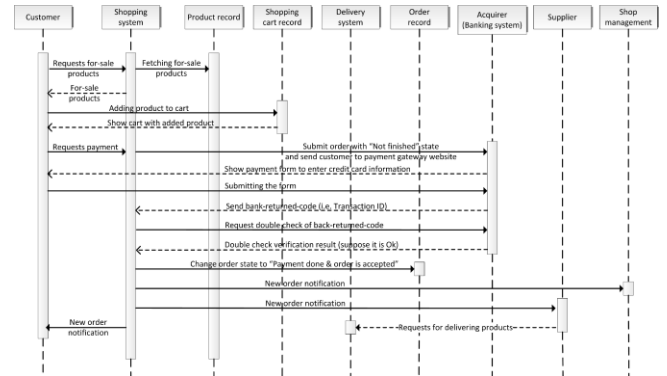 Customer
Shopping
system
Product record
Shopping
cart record
Delivery
system
Order
record
Acquirer
(Banking system)
Supplier
Shop
management
Requests for-sale
products
Fetching for-sale
products
For-sale
products
Adding product to cart
Show cart with added product
Requests payment
Submit order with "Not finished" state
and send customer to payment gateway website
Show payment form to enter credit card information
Submitting the form
Send bank-returned-code (i.e. Transaction ID)
Request double check of back-returned-code
Double check verification result (suppose it is Ok)
Change order state to "Payment done & order is accepted"
New order notification
New order notification
New order
notification
Requests for delivering products